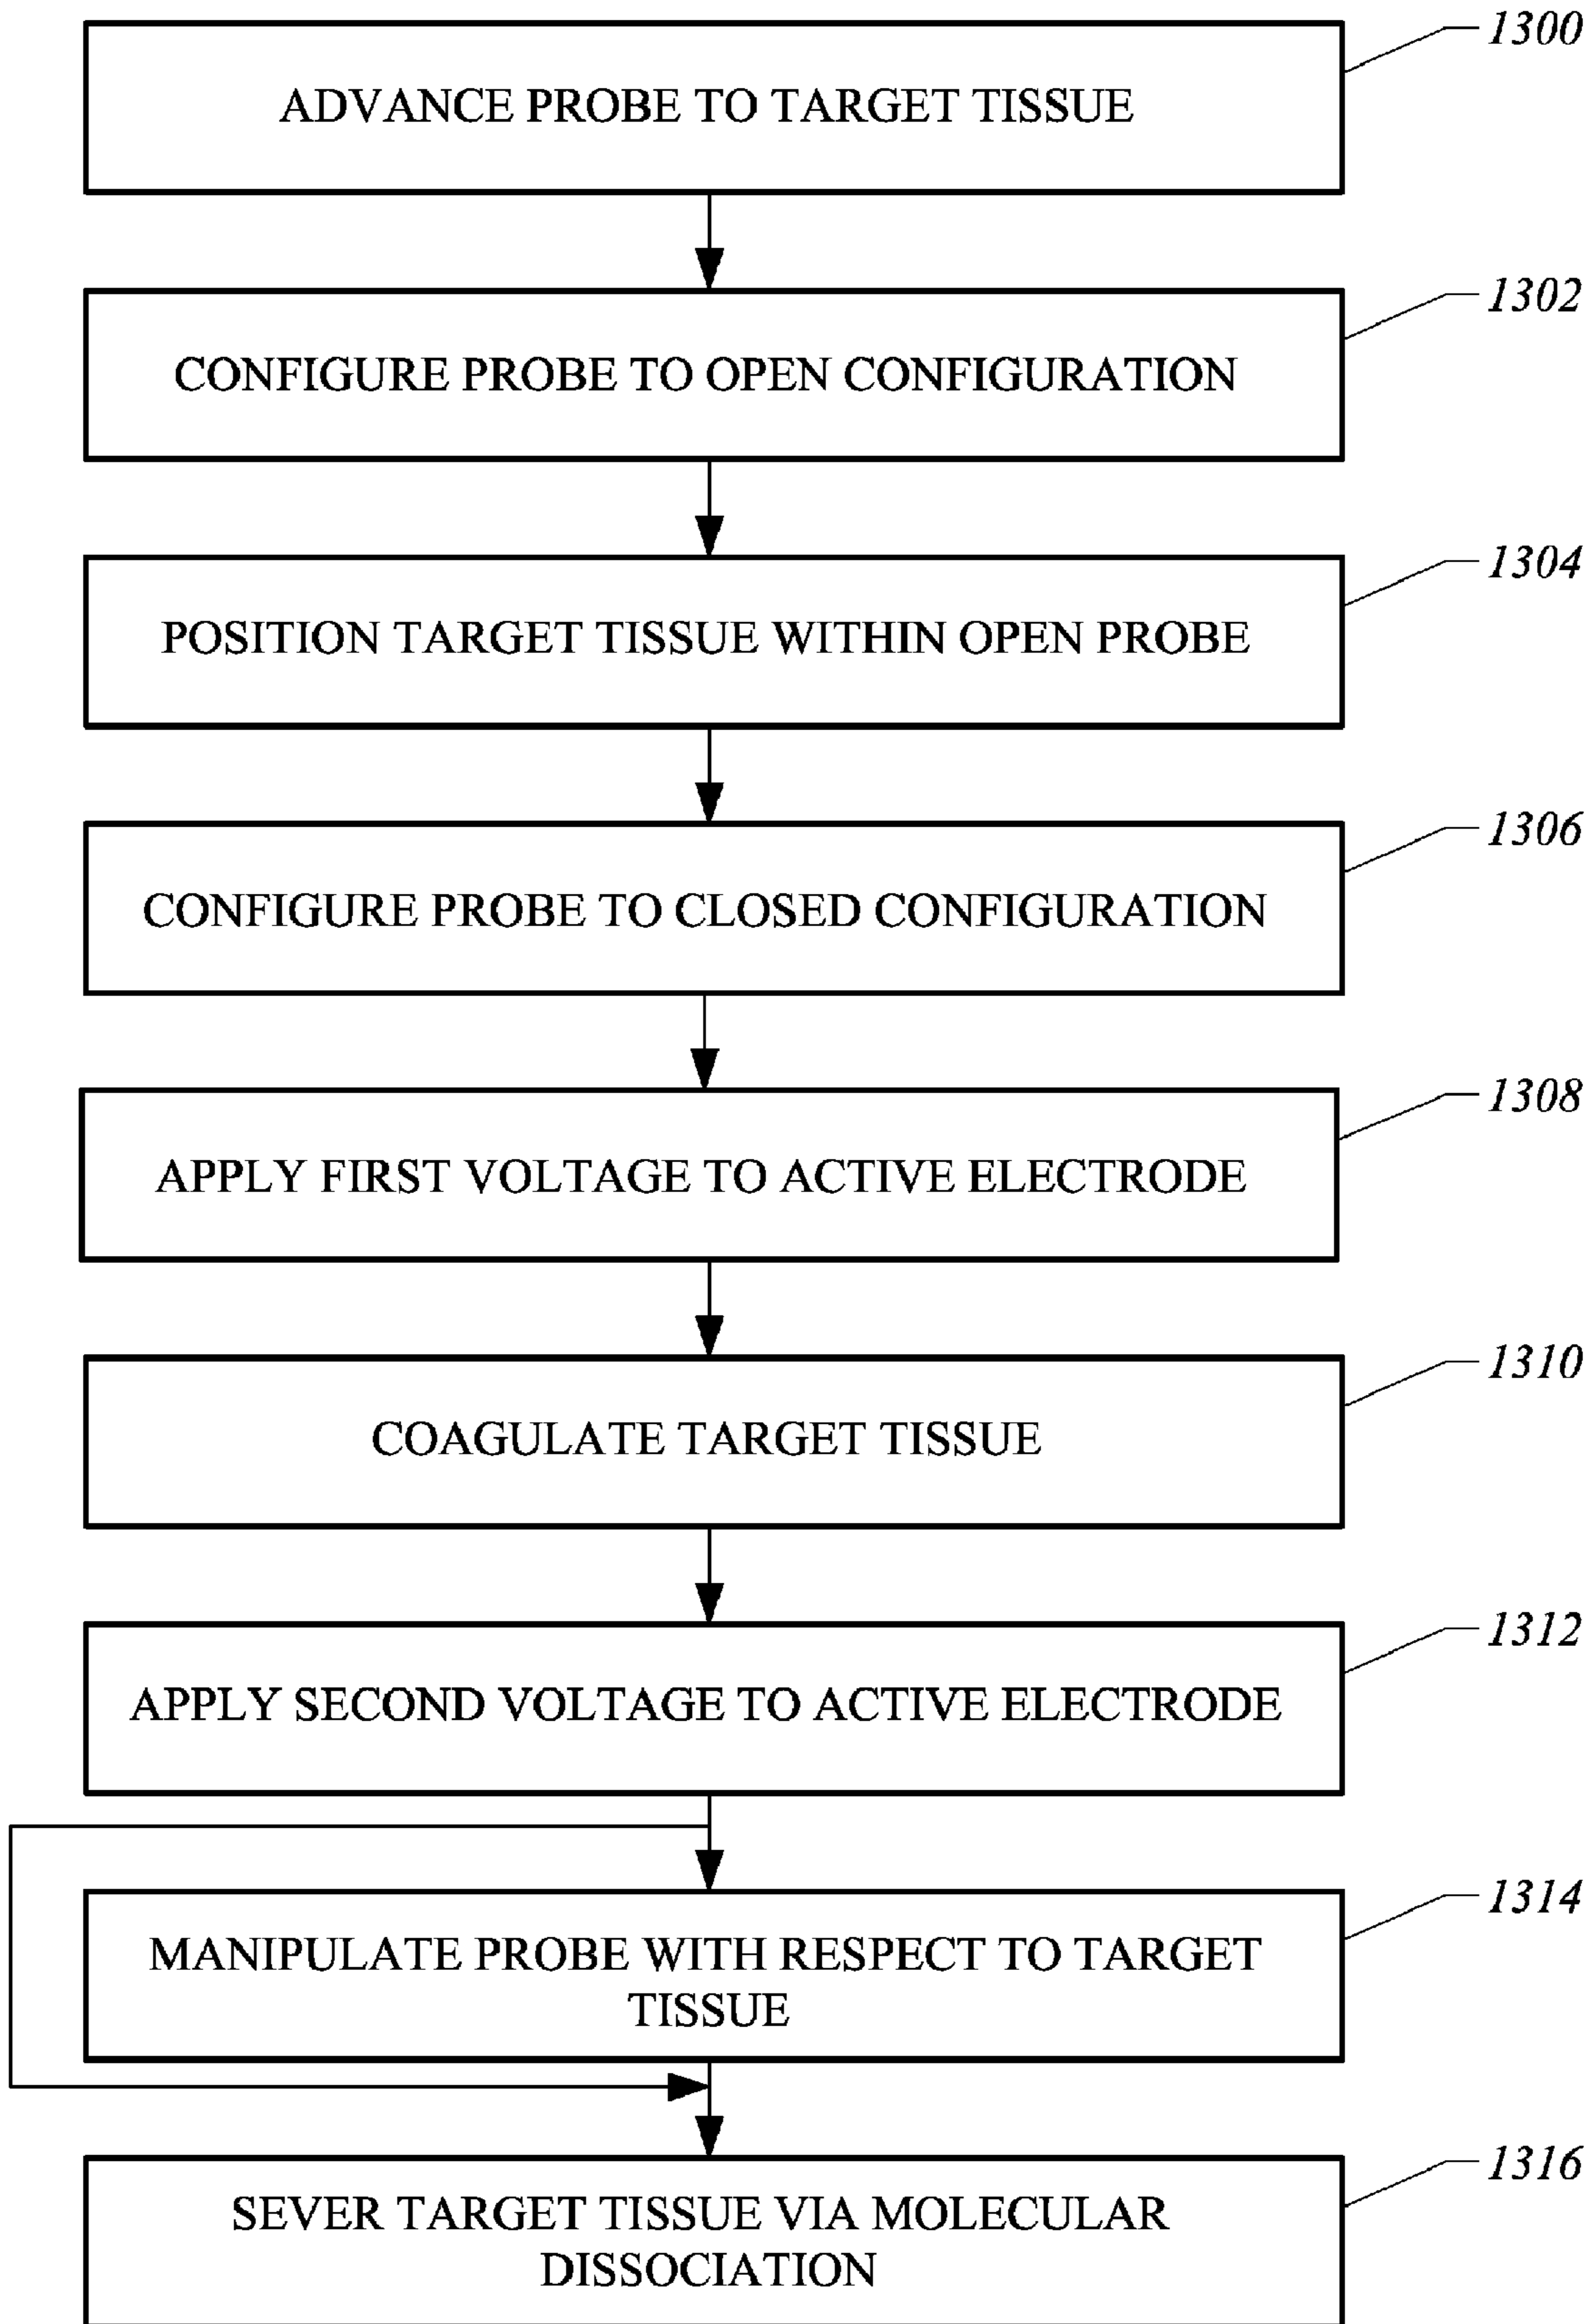 1300
ADVANCE PROBE TO TARGET TISSUE
1302
CONFIGURE PROBE TO OPEN CONFIGURATION
1304
POSITION TARGET TISSUE WITHIN OPEN PROBE
1306
CONFIGURE PROBE TO CLOSED CONFIGURATION
1308
APPLY FIRST VOLTAGE TO ACTIVE ELECTRODE
1310
COAGULATE TARGET TISSUE
1312
APPLY SECOND VOLTAGE TO ACTIVE ELECTRODE
1314
MANIPULATE PROBE WITH RESPECT TO TARGET
TISSUE
1316
SEVER TARGET TISSUE VIA MOLECULAR
DISSOCIATION